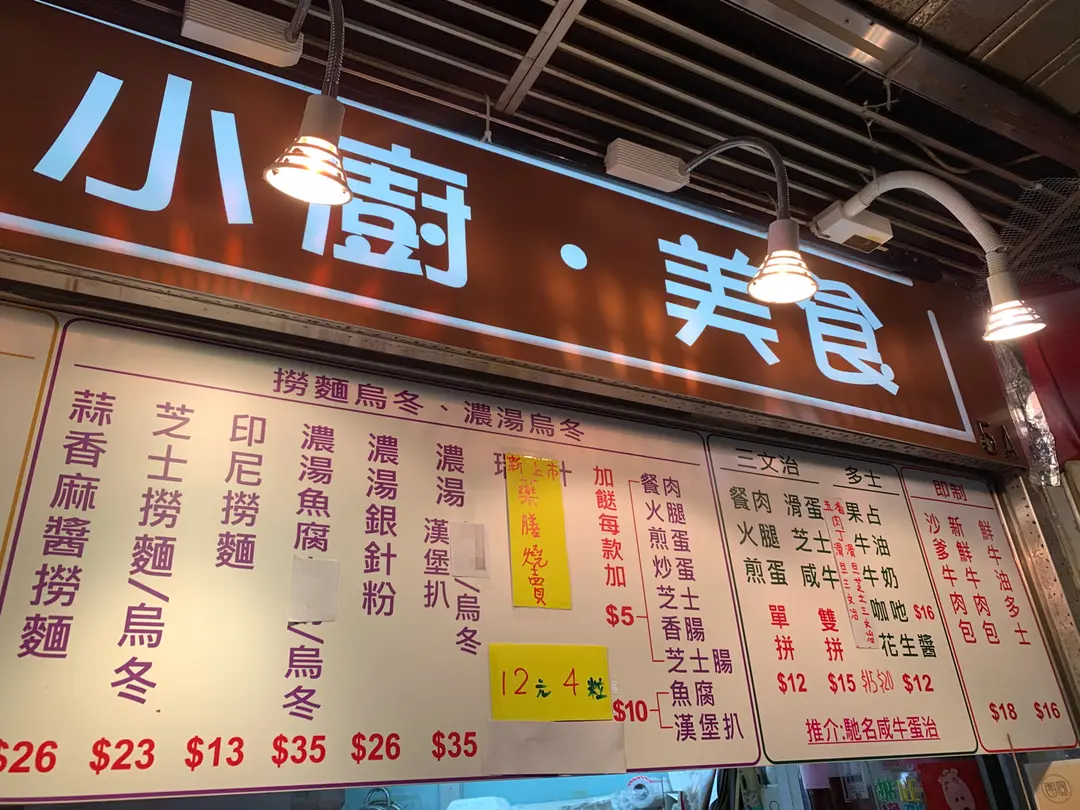 小廚·美食
5A
撈麵烏冬、濃湯烏冬
蒜香麻醬撈麵
$26
芝士撈麵/烏冬
$23
印尼撈麵
$13
濃湯魚腐
/烏冬
$35
濃湯銀針粉
$26
濃湯漢堡扒
/烏冬
$35
新上市
藥膳燒賣
12元4粒
加餸每款加
$5
餐肉
火腿
煎蛋
炒蛋
芝士
香腸
芝士腸
$10
魚腐
漢堡扒
三文治
餐肉
火腿
煎蛋
滑蛋
芝士
咸牛
單拼
$12
雙拼
$15
多士
果占
牛油
牛奶
咖吔 $16
花生醬
$12
推介:馳名咸牛蛋治
即制
沙爹牛肉包
新鮮牛肉包
$18
鮮牛油多士
$16